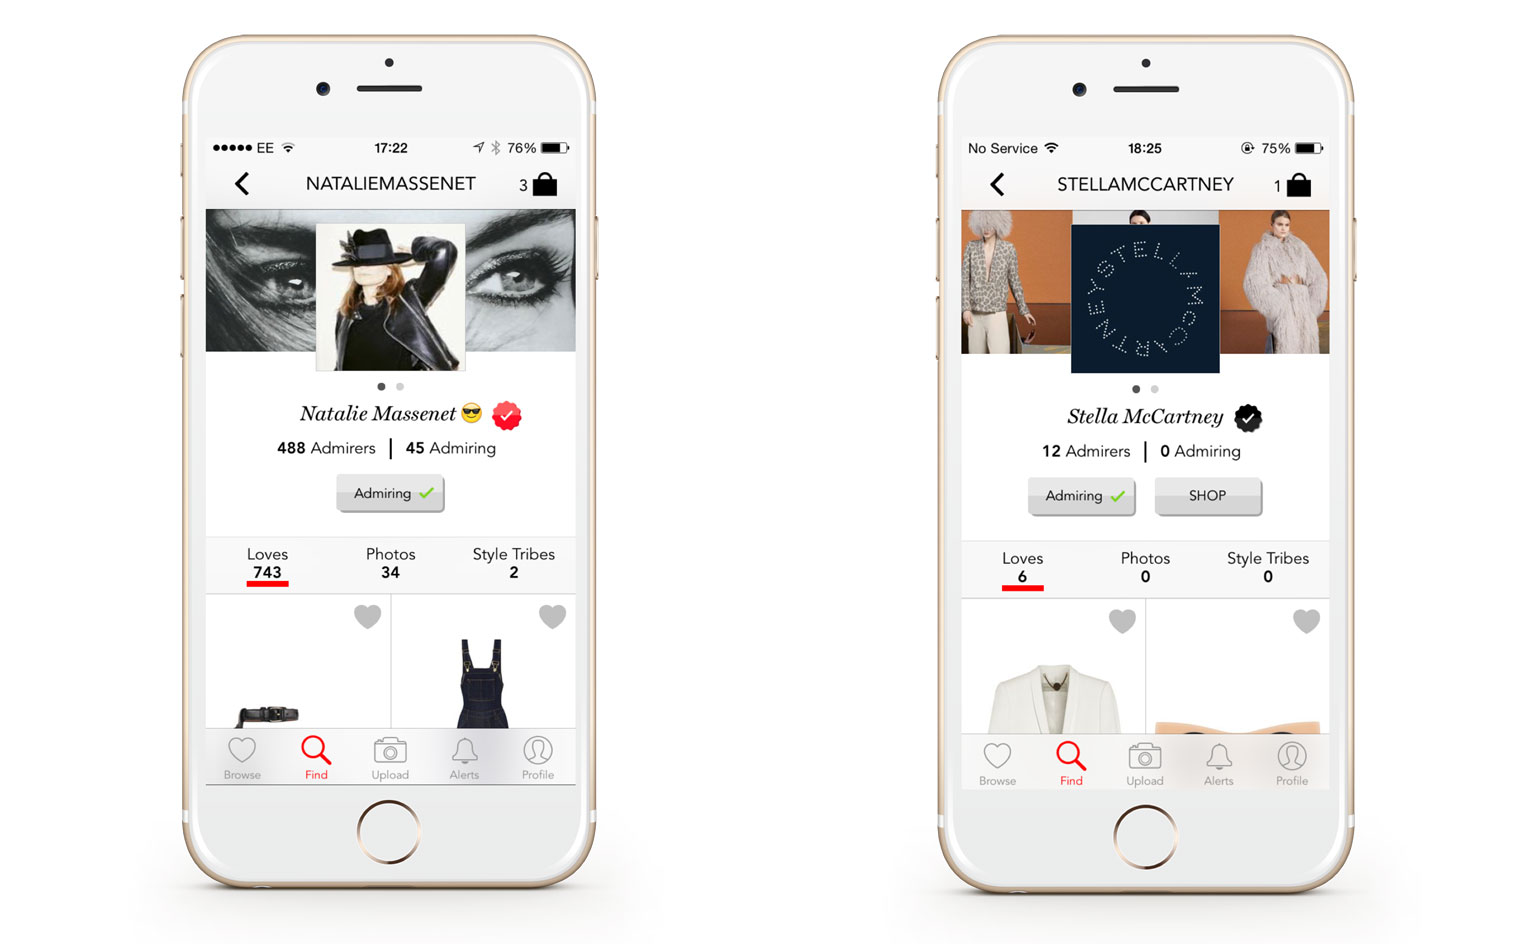 EE 17:22 76%
NATALIEMASSENET 3
Natalie Massenet
488 Admirers | 45 Admiring
Admiring
Loves Photos Style Tribes
743 34 2
Browse Find Upload Alerts Profile
No Service 18:25 75%
STELLAMCCARTNEY 1
STELLAMCCARTNEY
Stella McCartney
12 Admirers | 0 Admiring
Admiring SHOP
Loves Photos Style Tribes
6 0 0
Browse Find Upload Alerts Profile